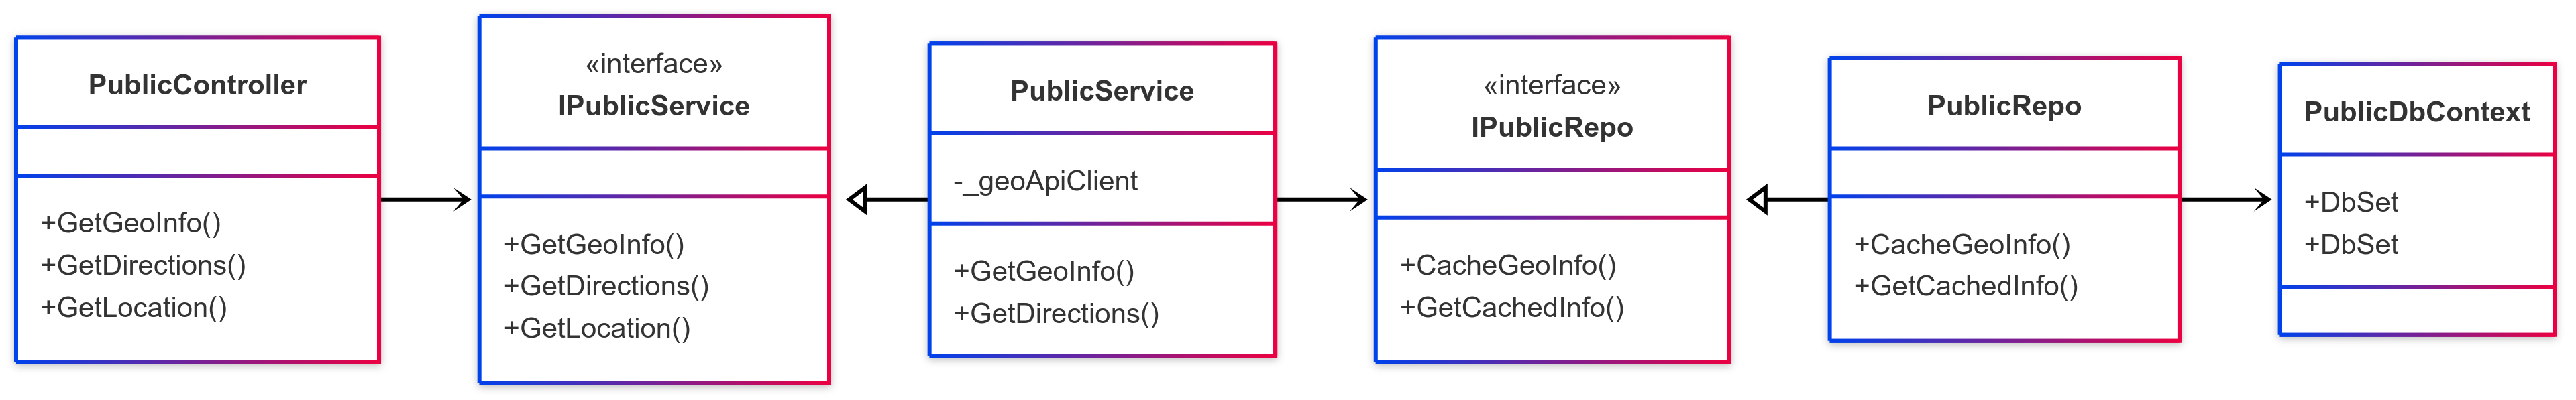 PublicController
+GetGeoInfo()
+GetDirections()
+GetLocation()
«interface»
IPublicService
+GetGeoInfo()
+GetDirections()
+GetLocation()
PublicService
-_geoApiClient
+GetGeoInfo()
+GetDirections()
«interface»
IPublicRepo
+CacheGeoInfo()
+GetCachedInfo()
PublicRepo
+CacheGeoInfo()
+GetCachedInfo()
PublicDbContext
+DbSet
+DbSet